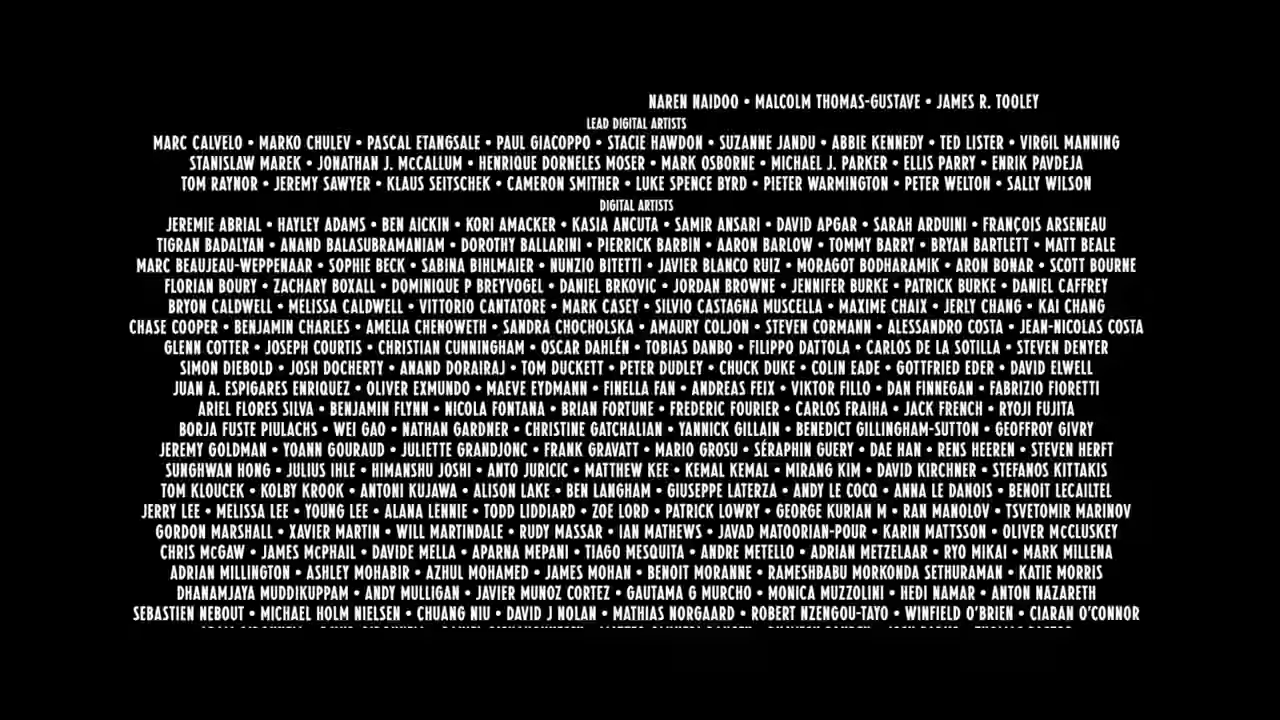 NAREN NAIDOO • MALCOLM THOMAS-GUSTAVE • JAMES R. TOOLEY
LEAD DIGITAL ARTISTS
MARC CALVELO • MARKO CHULEV • PASCAL ETANGSALE • PAUL GIACOPPO • STACIE HAWDON • SUZANNE JANDU • ABBIE KENNEDY • TED LISTER • VIRGIL MANNING
STANISLAW MAREK • JONATHAN J. McCALLUM • HENRIQUE DORNELES MOSER • MARK OSBORNE • MICHAEL J. PARKER • ELLIS PARRY • ENRIK PAVDEJA
TOM RAYNOR • JEREMY SAWYER • KLAUS SEITSCHEK • CAMERON SMITHER • LUKE SPENCE BYRD • PIETER WARMINGTON • PETER WELTON • SALLY WILSON
DIGITAL ARTISTS
JEREMIE ABRIAL • HAYLEY ADAMS • BEN AICKIN • KORI AMACKER • KASIA ANCUTA • SAMIR ANSARI • DAVID APGAR • SARAH ARDUINI • FRANÇOIS ARSENEAU
TIGRAN BADALYAN • ANAND BALASUBRAMANIAM • DOROTHY BALLARINI • PIERRICK BARBIN • AARON BARLOW • TOMMY BARRY • BRYAN BARTLETT • MATT BEALE
MARC BEAUJEAU-WEPPENAAR • SOPHIE BECK • SABINA BIHLMAIER • NUNZIO BITETTI • JAVIER BLANCO RUIZ • MORAGOT BODHARAMIK • ARON BONAR • SCOTT BOURNE
FLORIAN BOURY • ZACHARY BOXALL • DOMINIQUE P BREYVOGEL • DANIEL BRKOVIC • JORDAN BROWNE • JENNIFER BURKE • PATRICK BURKE • DANIEL CAFFREY
BRYON CALDWELL • MELISSA CALDWELL • VITTORIO CANTATORE • MARK CASEY • SILVIO CASTAGNA MUSCELLA • MAXIME CHAIX • JERLY CHANG • KAI CHANG
CHASE COOPER • BENJAMIN CHARLES • AMELIA CHENOWETH • SANDRA CHOCHOLSKA • AMAURY COLJON • STEVEN CORMANN • ALESSANDRO COSTA • JEAN-NICOLAS COSTA
GLENN COTTER • JOSEPH COURTIS • CHRISTIAN CUNNINGHAM • OSCAR DAHLÉN • TOBIAS DANBO • FILIPPO DATTOLA • CARLOS DE LA SOTILLA • STEVEN DENYER
SIMON DIEBOLD • JOSH DOCHERTY • ANAND DORAIRAJ • TOM DUCKETT • PETER DUDLEY • CHUCK DUKE • COLIN EADE • GOTTFRIED EDER • DAVID ELWELL
JUAN A. ESPIGARES ENRIQUEZ • OLIVER EXMUNDO • MAEVE EYDMANN • FINELLA FAN • ANDREAS FEIX • VIKTOR FILLO • DAN FINNEGAN • FABRIZIO FIORETTI
ARIEL FLORES SILVA • BENJAMIN FLYNN • NICOLA FONTANA • BRIAN FORTUNE • FREDERIC FOURIER • CARLOS FRAIHA • JACK FRENCH • RYOJI FUJITA
BORJA FUSTE PIULACHS • WEI GAO • NATHAN GARDNER • CHRISTINE GATCHALIAN • YANNICK GILLAIN • BENEDICT GILLINGHAM-SUTTON • GEOFFROY GIVRY
JEREMY GOLDMAN • YOANN GOURAUD • JULIETTE GRANDJONC • FRANK GRAVATT • MARIO GROSU • SÉRAPHIN GUERY • DAE HAN • RENS HEEREN • STEVEN HERFT
SUNGHWAN HONG • JULIUS IHLE • HIMANSHU JOSHI • ANTO JURICIC • MATTHEW KEE • KEMAL KEMAL • MIRANG KIM • DAVID KIRCHNER • STEFANOS KITTAKIS
TOM KLOUCEK • KOLBY KROOK • ANTONI KUJAWA • ALISON LAKE • BEN LANGHAM • GIUSEPPE LATERZA • ANDY LE COCQ • ANNA LE DANOIS • BENOIT LECAILTEL
JERRY LEE • MELISSA LEE • YOUNG LEE • ALANA LENNIE • TODD LIDDIARD • ZOE LORD • PATRICK LOWRY • GEORGE KURIAN M • RAN MANOLOV • TSVETOMIR MARINOV
GORDON MARSHALL • XAVIER MARTIN • WILL MARTINDALE • RUDY MASSAR • IAN MATHEWS • JAVAD MATOORIAN-POUR • KARIN MATTSSON • OLIVER McCLUSKEY
CHRIS McGAW • JAMES McPHAIL • DAVIDE MELLA • APARNA MEPANI • TIAGO MESQUITA • ANDRE METELLO • ADRIAN METZELAAR • RYO MIKAI • MARK MILLENA
ADRIAN MILLINGTON • ASHLEY MOHABIR • AZHUL MOHAMED • JAMES MOHAN • BENOIT MORANNE • RAMESHBABU MORKONDA SETHURAMAN • KATIE MORRIS
DHANAMJAYA MUDDIKUPPAM • ANDY MULLIGAN • JAVIER MUNOZ CORTEZ • GAUTAMA G MURCHO • MONICA MUZZOLINI • HEDI NAMAR • ANTON NAZARETH
SEBASTIEN NEBOUT • MICHAEL HOLM NIELSEN • CHUANG NIU • DAVID J NOLAN • MATHIAS NORGAARD • ROBERT NZENGOU-TAYO • WINFIELD O'BRIEN • CIARAN O'CONNOR